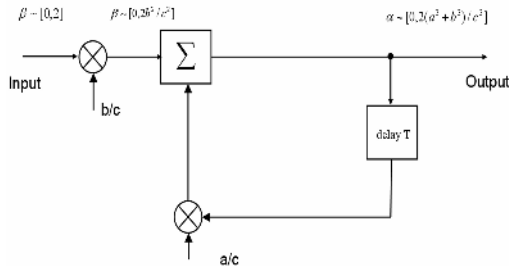 β ~ [0,2]
β ~ [0,2b²/c²]
α ~ [0,2(a²+b²)/c²]
Σ
Input
Output
b/c
delay T
a/c